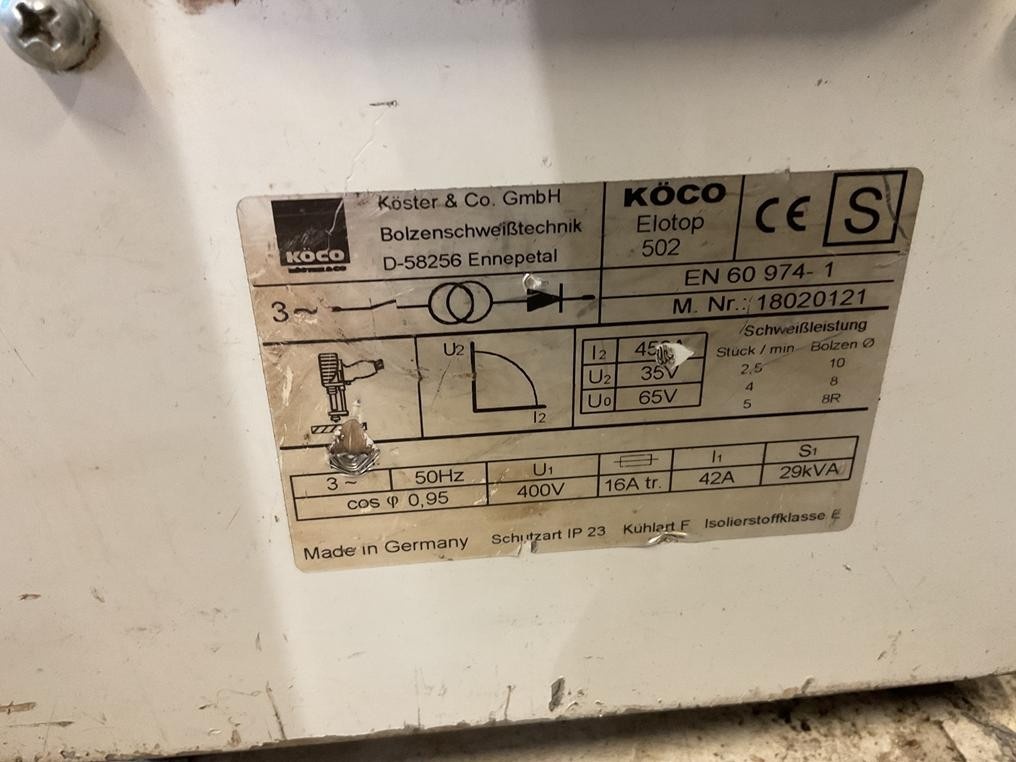 KÖCO
KÖSTER & CO
Köster & Co. GmbH
Bolzenschweißtechnik
D-58256 Ennepetal
KÖCO
Elotop
502
CE
S
EN 60 974-1
M. Nr.: 18020121
3~
U2
I2
I2
U2 35V
U0 65V
Schweißleistung
Stück / min Bolzen Ø
2,5 10
4 8
5 8R
3 ~ 50Hz U1 I1 S1
cos φ 0,95 400V 16A tr. 42A 29kVA
Made in Germany Schutzart IP 23 Kühlart F Isolierstoffklasse